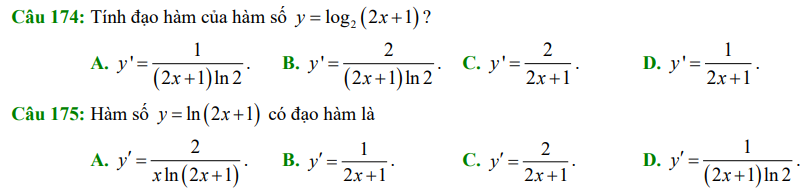 Câu 174: Tính đạo hàm của hàm số $y = \log_2(2x+1)$?
A. $y' = \frac{1}{(2x+1)\ln 2}$. B. $y' = \frac{2}{(2x+1)\ln 2}$. C. $y' = \frac{2}{2x+1}$. D. $y' = \frac{1}{2x+1}$.
Câu 175: Hàm số $y = \ln(2x+1)$ có đạo hàm là
A. $y' = \frac{2}{x\ln(2x+1)}$. B. $y' = \frac{1}{2x+1}$. C. $y' = \frac{2}{2x+1}$. D. $y' = \frac{1}{(2x+1)\ln 2}$.